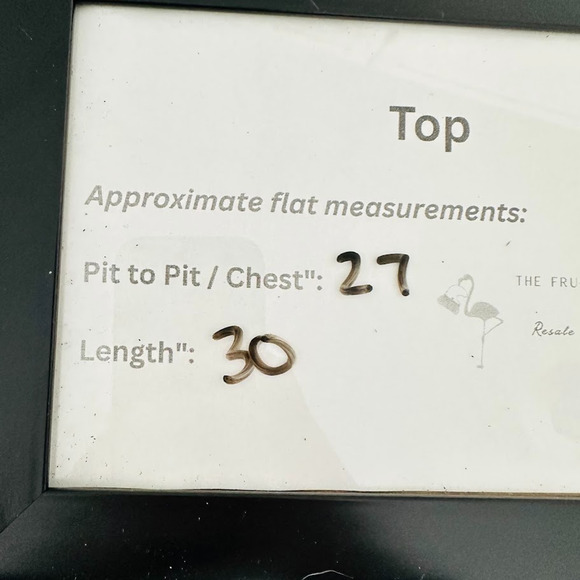 Top
Approximate flat measurements:
Pit to Pit / Chest": 27
THE FRU
Resale
Length": 30